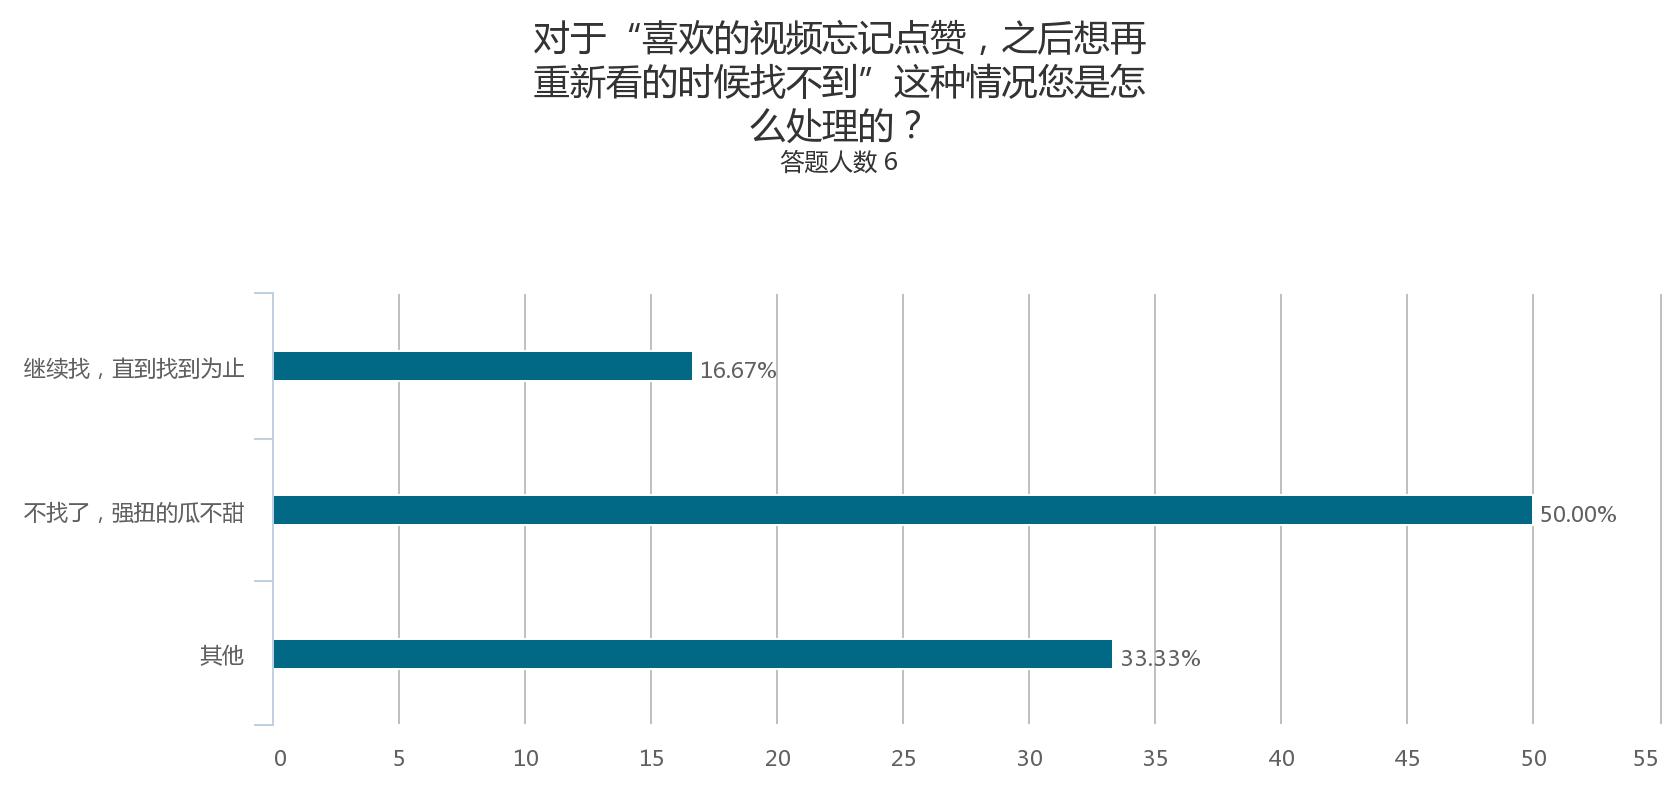 对于“喜欢的视频忘记点赞，之后想再
重新看的时候找不到”这种情况您是怎
么处理的？
答题人数 6
继续找，直到找到为止
16.67%
不找了，强扭的瓜不甜
50.00%
其他
33.33%
0 5 10 15 20 25 30 35 40 45 50 55